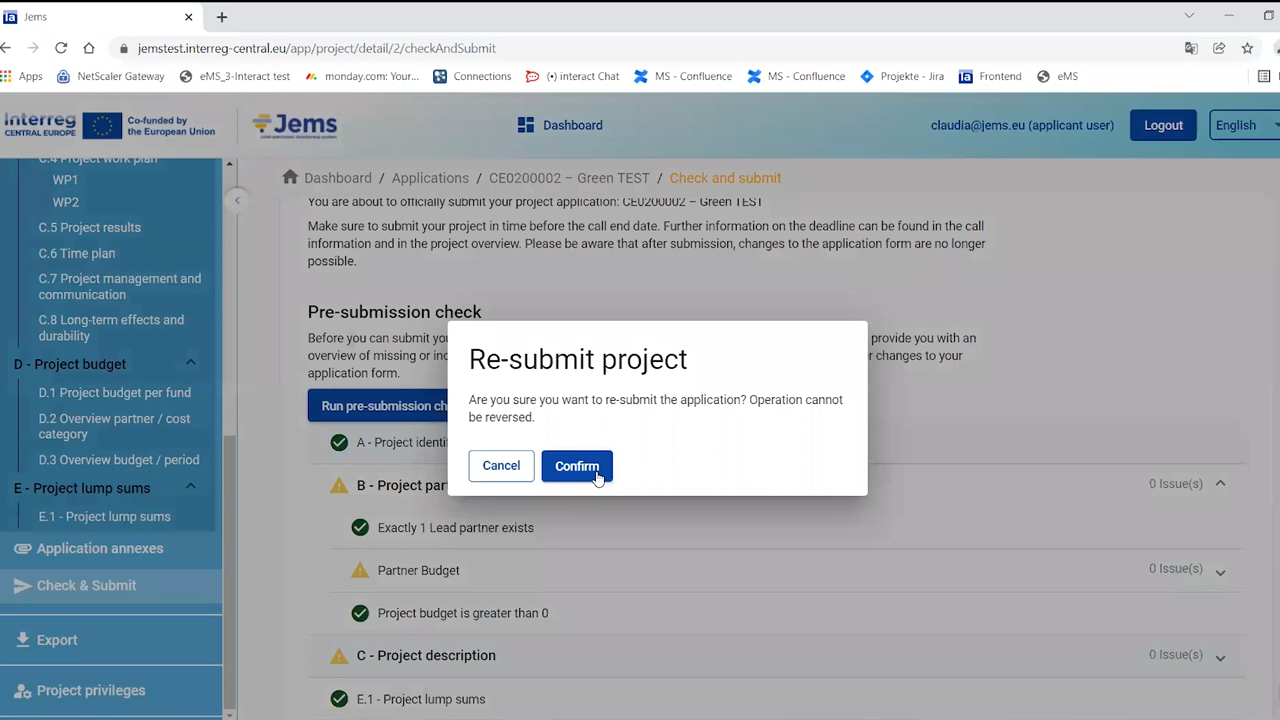 Jems
jemstest.interreg-central.eu/app/project/detail/2/checkAndSubmit
Apps NetScaler Gateway eMS_3-Interact test monday.com: Your... Connections (•) interact Chat MS - Confluence MS - Confluence Projekte - Jira Frontend eMS
Interreg
CENTRAL EUROPE
Co-funded by
the European Union
Jems
Dashboard
claudia@jems.eu (applicant user)
Logout
English
C.4 Project work plan
WP1
WP2
C.5 Project results
C.6 Time plan
C.7 Project management and
communication
C.8 Long-term effects and
durability
D - Project budget
D.1 Project budget per fund
D.2 Overview partner / cost
category
D.3 Overview budget / period
E - Project lump sums
E.1 - Project lump sums
Application annexes
Check & Submit
Export
Project privileges
Dashboard / Applications / CE0200002 – Green TEST / Check and submit
You are about to officially submit your project application: CE0200002 – Green TEST
Make sure to submit your project in time before the call end date. Further information on the deadline can be found in the call
information and in the project overview. Please be aware that after submission, changes to the application form are no longer
possible.
Pre-submission check
Before you can submit you provide you with an
overview of missing or inc r changes to your
application form.
Run pre-submission ch
Re-submit project
Are you sure you want to re-submit the application? Operation cannot
be reversed.
Cancel
Confirm
A - Project identi
B - Project par 0 Issue(s)
Exactly 1 Lead partner exists
Partner Budget 0 Issue(s)
Project budget is greater than 0
C - Project description 0 Issue(s)
E.1 - Project lump sums